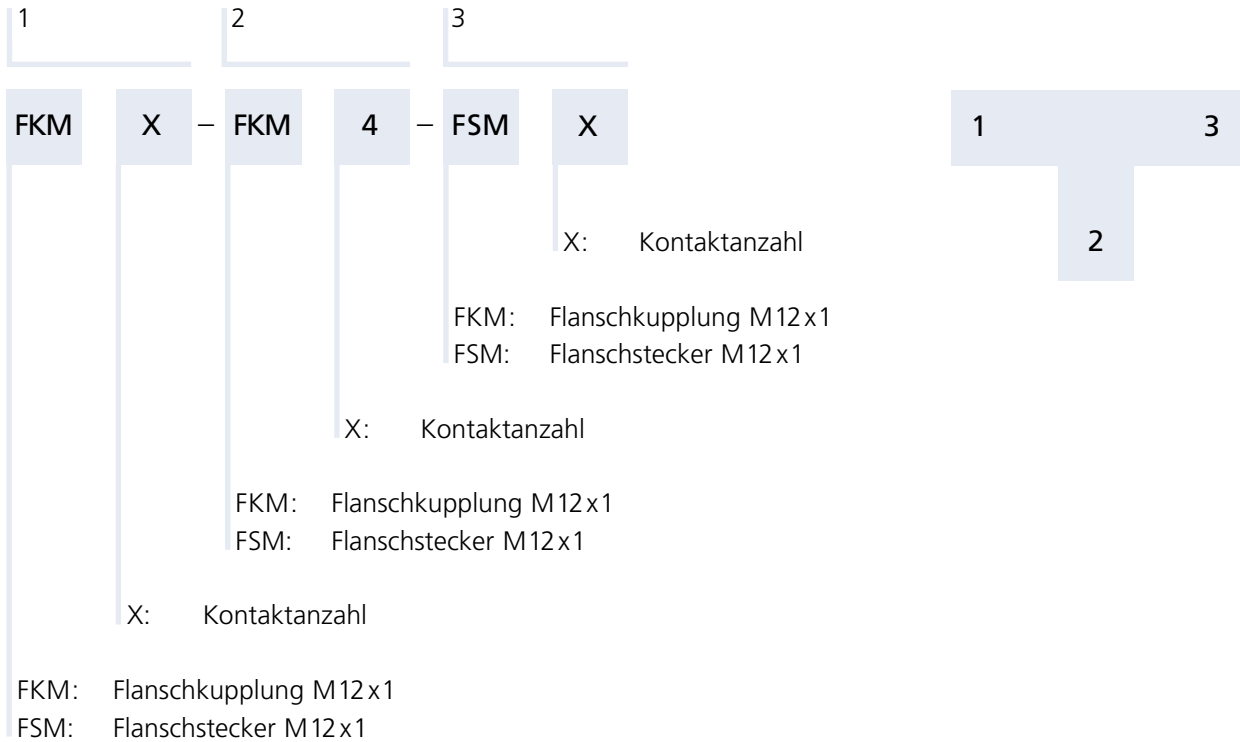 1 2 3
FKM X – FKM 4 – FSM X 1 3
X: Kontaktanzahl 2
FKM: Flanschkupplung M12x1
FSM: Flanschstecker M12x1
X: Kontaktanzahl
FKM: Flanschkupplung M12x1
FSM: Flanschstecker M12x1
X: Kontaktanzahl
FKM: Flanschkupplung M12x1
FSM: Flanschstecker M12x1